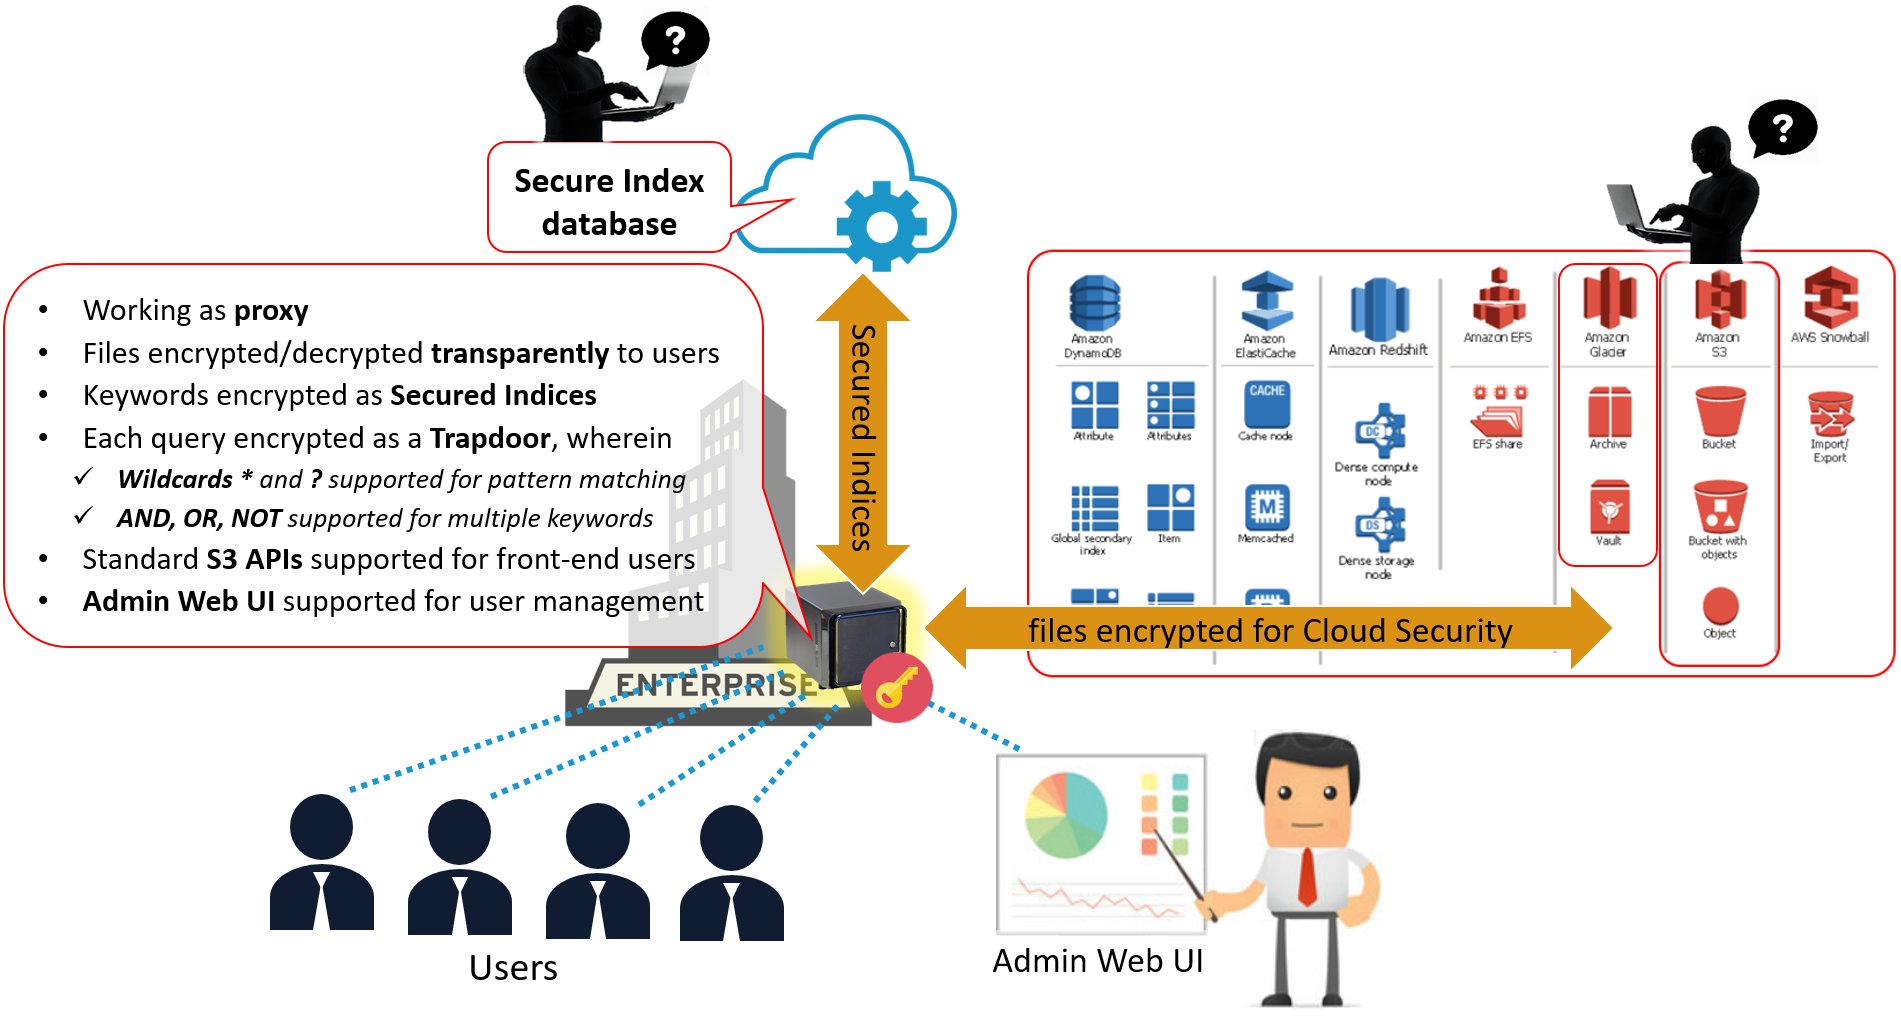 ?
?
Secure Index
database
• Working as proxy
• Files encrypted/decrypted transparently to users
• Keywords encrypted as Secured Indices
• Each query encrypted as a Trapdoor, wherein
✓ Wildcards * and ? supported for pattern matching
✓ AND, OR, NOT supported for multiple keywords
• Standard S3 APIs supported for front-end users
• Admin Web UI supported for user management
Secured Indices
Amazon
DynamoDB
Amazon
ElastiCache
Amazon Redshift
Amazon EFS
Amazon
Glacier
Amazon
S3
AWS Snowball
Attribute
Attributes
CACHE
Cache node
DC
Dense compute
node
EFS share
Archive
Bucket
Import/
Export
Global secondary
index
Item
M
Memcached
DS
Dense storage
node
Vault
Bucket with
objects
Object
files encrypted for Cloud Security
ENTERPRISE
Users
Admin Web UI